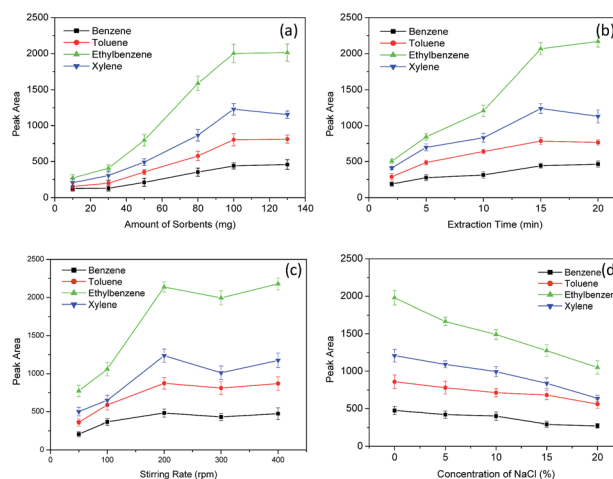 (a)
Benzene
Toluene
Ethylbenzene
Xylene
2500
2000
1500
1000
500
0
Peak Area
0 20 40 60 80 100 120 140
Amount of Sorbents (mg)
(b)
Benzene
Toluene
Ethylbenzene
Xylene
2500
2000
1500
1000
500
0
Peak Area
5 10 15 20
Extraction Time (min)
(c)
Benzene
Toluene
Ethylbenzene
Xylene
2500
2000
1500
1000
500
0
Peak Area
100 200 300 400
Stirring Rate (rpm)
(d)
Benzene
Toluene
Ethylbenzen
Xylene
2500
2000
1500
1000
500
0
Peak Area
0 5 10 15 20
Concentration of NaCl (%)